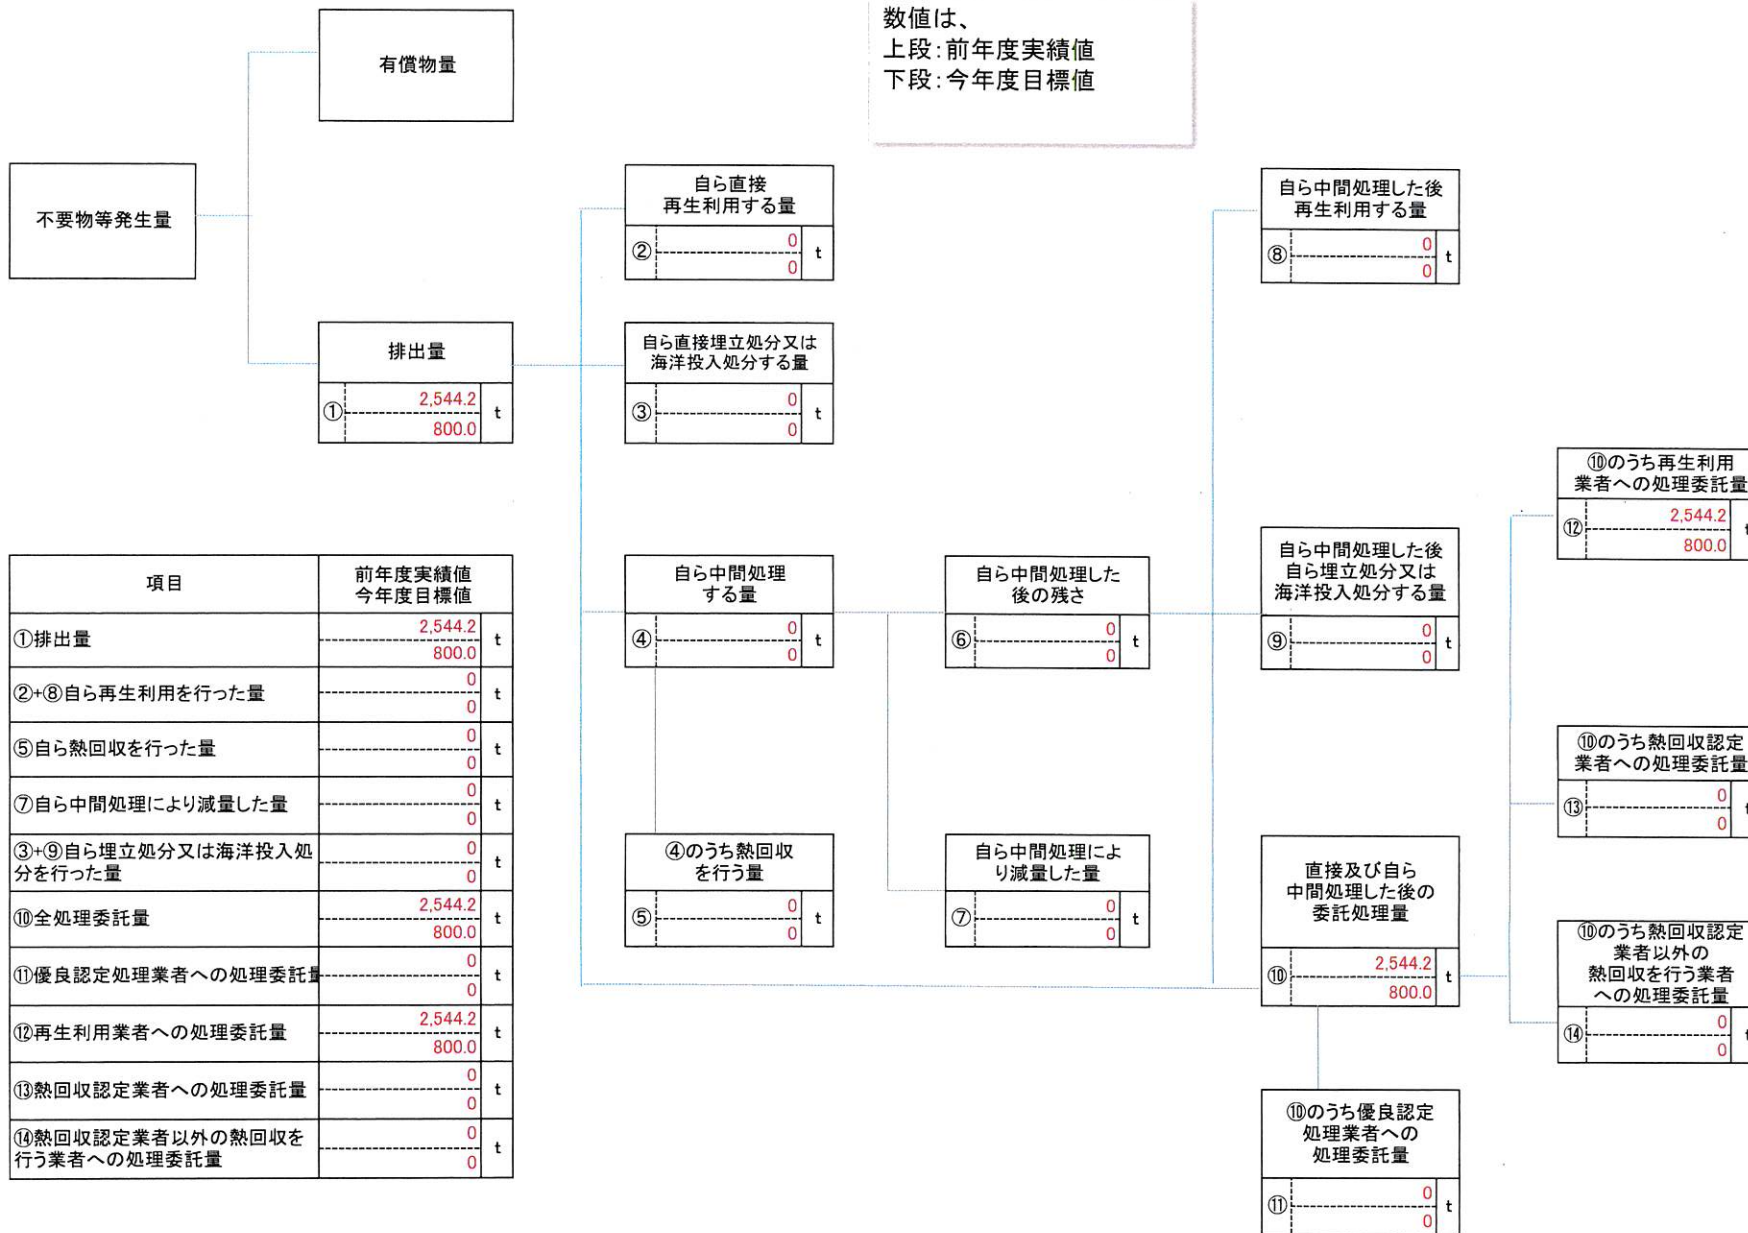 数値は、
上段:前年度実績値
下段:今年度目標値
有償物量
不要物等発生量
排出量
①
2,544.2
800.0
t
自ら直接
再生利用する量
②
0
0
t
自ら直接埋立処分又は
海洋投入処分する量
③
0
0
t
自ら中間処理
する量
④
0
0
t
④のうち熱回収
を行う量
⑤
0
0
t
自ら中間処理した
後の残さ
⑥
0
0
t
自ら中間処理によ
り減量した量
⑦
0
0
t
自ら中間処理した後
再生利用する量
⑧
0
0
t
自ら中間処理した後
自ら埋立処分又は
海洋投入処分する量
⑨
0
0
t
直接及び自ら
中間処理した後の
委託処理量
⑩
2,544.2
800.0
t
⑩のうち優良認定
処理業者への
処理委託量
⑪
0
0
t
⑩のうち再生利用
業者への処理委託量
⑫
2,544.2
800.0
t
⑩のうち熱回収認定
業者への処理委託量
⑬
0
0
t
⑩のうち熱回収認定
業者以外の
熱回収を行う業者
への処理委託量
⑭
0
0
t
項目
前年度実績値
今年度目標値
①排出量
2,544.2
800.0
t
②+⑧自ら再生利用を行った量
0
0
t
⑤自ら熱回収を行った量
0
0
t
⑦自ら中間処理により減量した量
0
0
t
③+⑨自ら埋立処分又は海洋投入処
分を行った量
0
0
t
⑩全処理委託量
2,544.2
800.0
t
⑪優良認定処理業者への処理委託量
0
0
t
⑫再生利用業者への処理委託量
2,544.2
800.0
t
⑬熱回収認定業者への処理委託量
0
0
t
⑭熱回収認定業者以外の熱回収を
行う業者への処理委託量
0
0
t